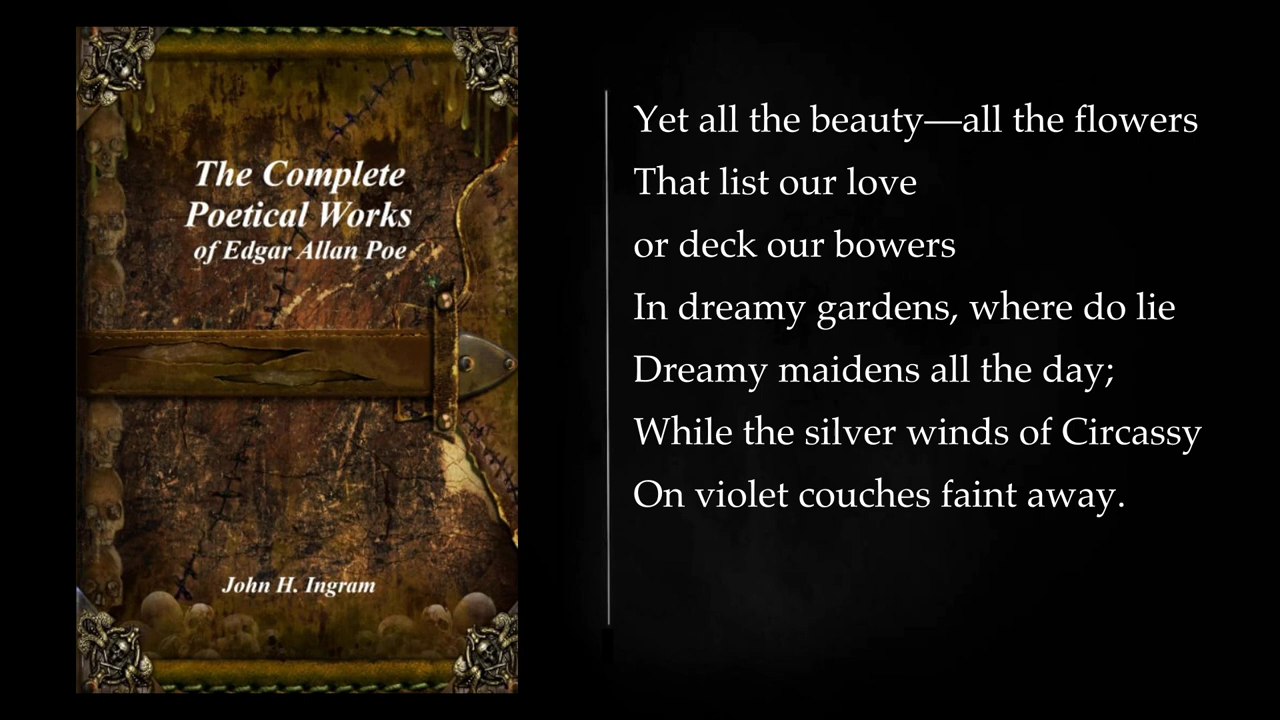 The Complete
Poetical Works
of Edgar Allan Poe
John H. Ingram
Yet all the beauty—all the flowers
That list our love
or deck our bowers
In dreamy gardens, where do lie
Dreamy maidens all the day;
While the silver winds of Circassy
On violet couches faint away.